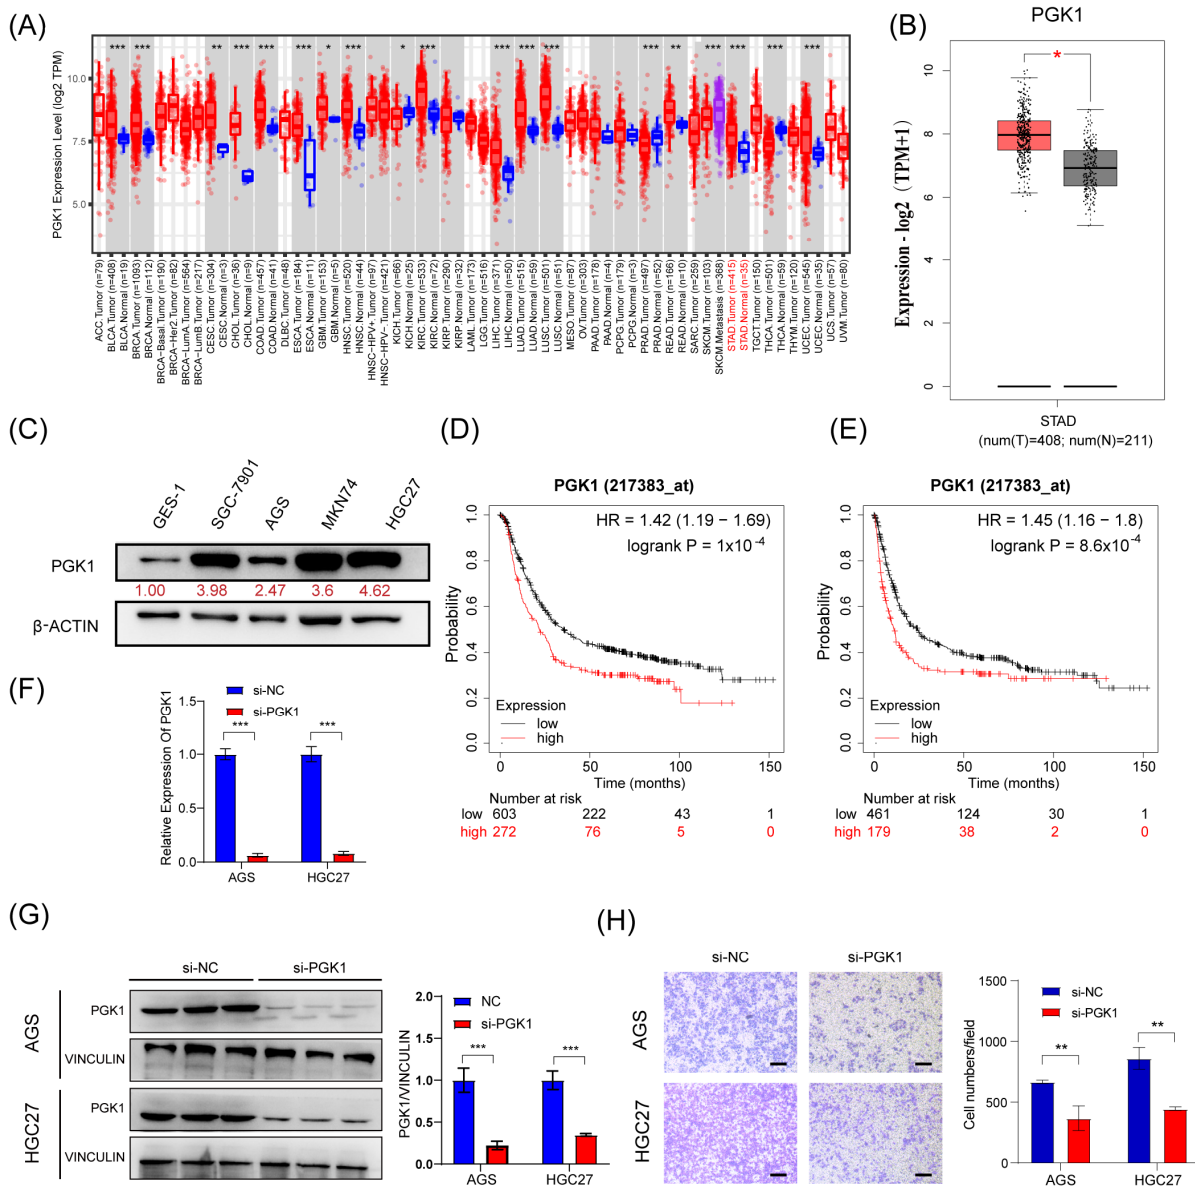 (A)
*** *** ** *** *** *** * *** * *** *** *** *** *** ** *** *** *** ***
PGK1 Expression Level (log2 TPM)
10.0
7.5
5.0
ACC.Tumor (n=79)
BLCA.Tumor (n=408)
BLCA.Normal (n=19)
BRCA.Tumor (n=1093)
BRCA.Normal (n=112)
BRCA-Basal.Tumor (n=190)
BRCA-Her2.Tumor (n=82)
BRCA-LumA.Tumor (n=564)
BRCA-LumB.Tumor (n=217)
CESC.Tumor (n=304)
CESC.Normal (n=3)
CHOL.Tumor (n=36)
CHOL.Normal (n=9)
COAD.Tumor (n=457)
COAD.Normal (n=41)
DLBC.Tumor (n=48)
ESCA.Tumor (n=184)
ESCA.Normal (n=11)
GBM.Tumor (n=153)
GBM.Normal (n=5)
HNSC.Tumor (n=520)
HNSC.Normal (n=44)
HNSC-HPV+.Tumor (n=97)
HNSC-HPV-.Tumor (n=421)
KICH.Tumor (n=66)
KICH.Normal (n=25)
KIRC.Tumor (n=533)
KIRC.Normal (n=72)
KIRP.Tumor (n=290)
KIRP.Normal (n=32)
LAML.Tumor (n=173)
LGG.Tumor (n=516)
LIHC.Tumor (n=371)
LIHC.Normal (n=50)
LUAD.Tumor (n=515)
LUAD.Normal (n=59)
LUSC.Tumor (n=501)
LUSC.Normal (n=51)
MESO.Tumor (n=87)
OV.Tumor (n=303)
PAAD.Tumor (n=178)
PAAD.Normal (n=4)
PCPG.Tumor (n=179)
PCPG.Normal (n=3)
PRAD.Tumor (n=497)
PRAD.Normal (n=52)
READ.Tumor (n=166)
READ.Normal (n=10)
SARC.Tumor (n=259)
SKCM.Tumor (n=103)
SKCM.Metastasis (n=368)
STAD.Tumor (n=415)
STAD.Normal (n=35)
TGCT.Tumor (n=150)
THCA.Tumor (n=501)
THCA.Normal (n=59)
THYM.Tumor (n=120)
UCEC.Tumor (n=545)
UCEC.Normal (n=35)
UCS.Tumor (n=57)
UVM.Tumor (n=80)
(B)
PGK1
*
Expression - log2 (TPM+1)
10
8
6
4
2
0
STAD
(num(T)=408; num(N)=211)
(C)
GES-1
SGC-7901
AGS
MKN74
HGC27
PGK1
1.00 3.98 2.47 3.6 4.62
β-ACTIN
(D)
PGK1 (217383_at)
HR = 1.42 (1.19 − 1.69)
logrank P = 1x10-4
Probability
1.0
0.8
0.6
0.4
0.2
0.0
Expression
low
high
0 50 100 150
Time (months)
Number at risk
low 603 222 43 1
high 272 76 5 0
(E)
PGK1 (217383_at)
HR = 1.45 (1.16 − 1.8)
logrank P = 8.6x10-4
Probability
1.0
0.8
0.6
0.4
0.2
0.0
Expression
low
high
0 50 100 150
Time (months)
Number at risk
low 461 124 30 1
high 179 38 2 0
(F)
si-NC
si-PGK1
*** ***
Relative Expression Of PGK1
1.5
1.0
0.5
0.0
AGS HGC27
(G)
si-NC si-PGK1
AGS
PGK1
VINCULIN
HGC27
PGK1
VINCULIN
NC
si-PGK1
*** ***
PGK1/VINCULIN
2.0
1.5
1.0
0.5
0.0
AGS HGC27
(H)
si-NC si-PGK1
AGS
HGC27
si-NC
si-PGK1
** **
Cell numbers/field
1500
1000
500
0
AGS HGC27